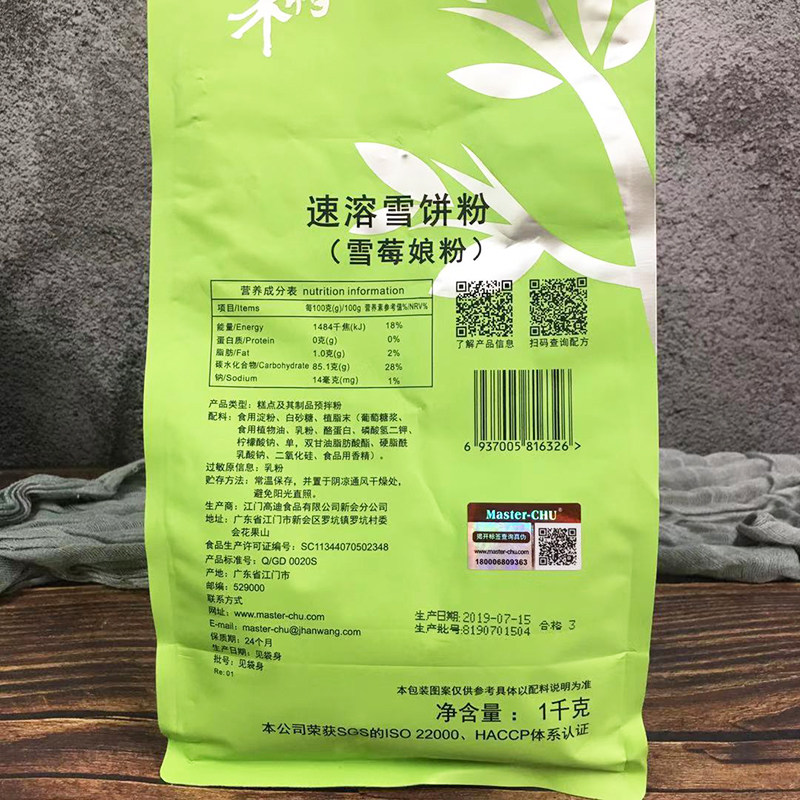 速溶雪饼粉
（雪莓娘粉）
营养成分表 nutrition information
项目/Items 每100克(g)/100g 营养素参考值%/NRV%
能量/Energy 1484千焦(kJ) 18%
蛋白质/Protein 0克(g) 0%
脂肪/Fat 1.0克(g) 2%
碳水化合物/Carbohydrate 85.1克(g) 28%
钠/Sodium 14毫克(mg) 1%
了解产品信息 扫码查询配方
产品类型：糕点及其制品预拌粉
配料：食用淀粉、白砂糖、植脂末（葡萄糖浆、
食用植物油、乳粉、酪蛋白、磷酸氢二钾、
柠檬酸钠、单，双甘油脂肪酸酯、硬脂酰
乳酸钠、二氧化硅、食品用香精）。
过敏原信息：乳粉
贮存方法：常温保存，并置于阴凉通风干燥处，
避免阳光直照。
生产商：江门高迪食品有限公司新会分公司
地址：广东省江门市新会区罗坑镇罗坑村委
会花果山
食品生产许可证编号：SC11344070502348
产品标准号：Q/GD 0020S
产地：广东省江门市
邮编：529000
联系方式
网址：www.master-chu.com
E-mail：master-chu@jhanwang.com
保质期：24个月
生产日期：见袋身
批号：见袋身
Re: 01
6 937005 816326 >
Master-CHU
揭开标签查询真伪
www.master-chu.com
180006809363
生产日期:2019-07-15 合格 3
生产批号:8190701504
本包装图案仅供参考具体以配料说明为准
净含量：1千克
本公司荣获SGS的ISO 22000、HACCP体系认证